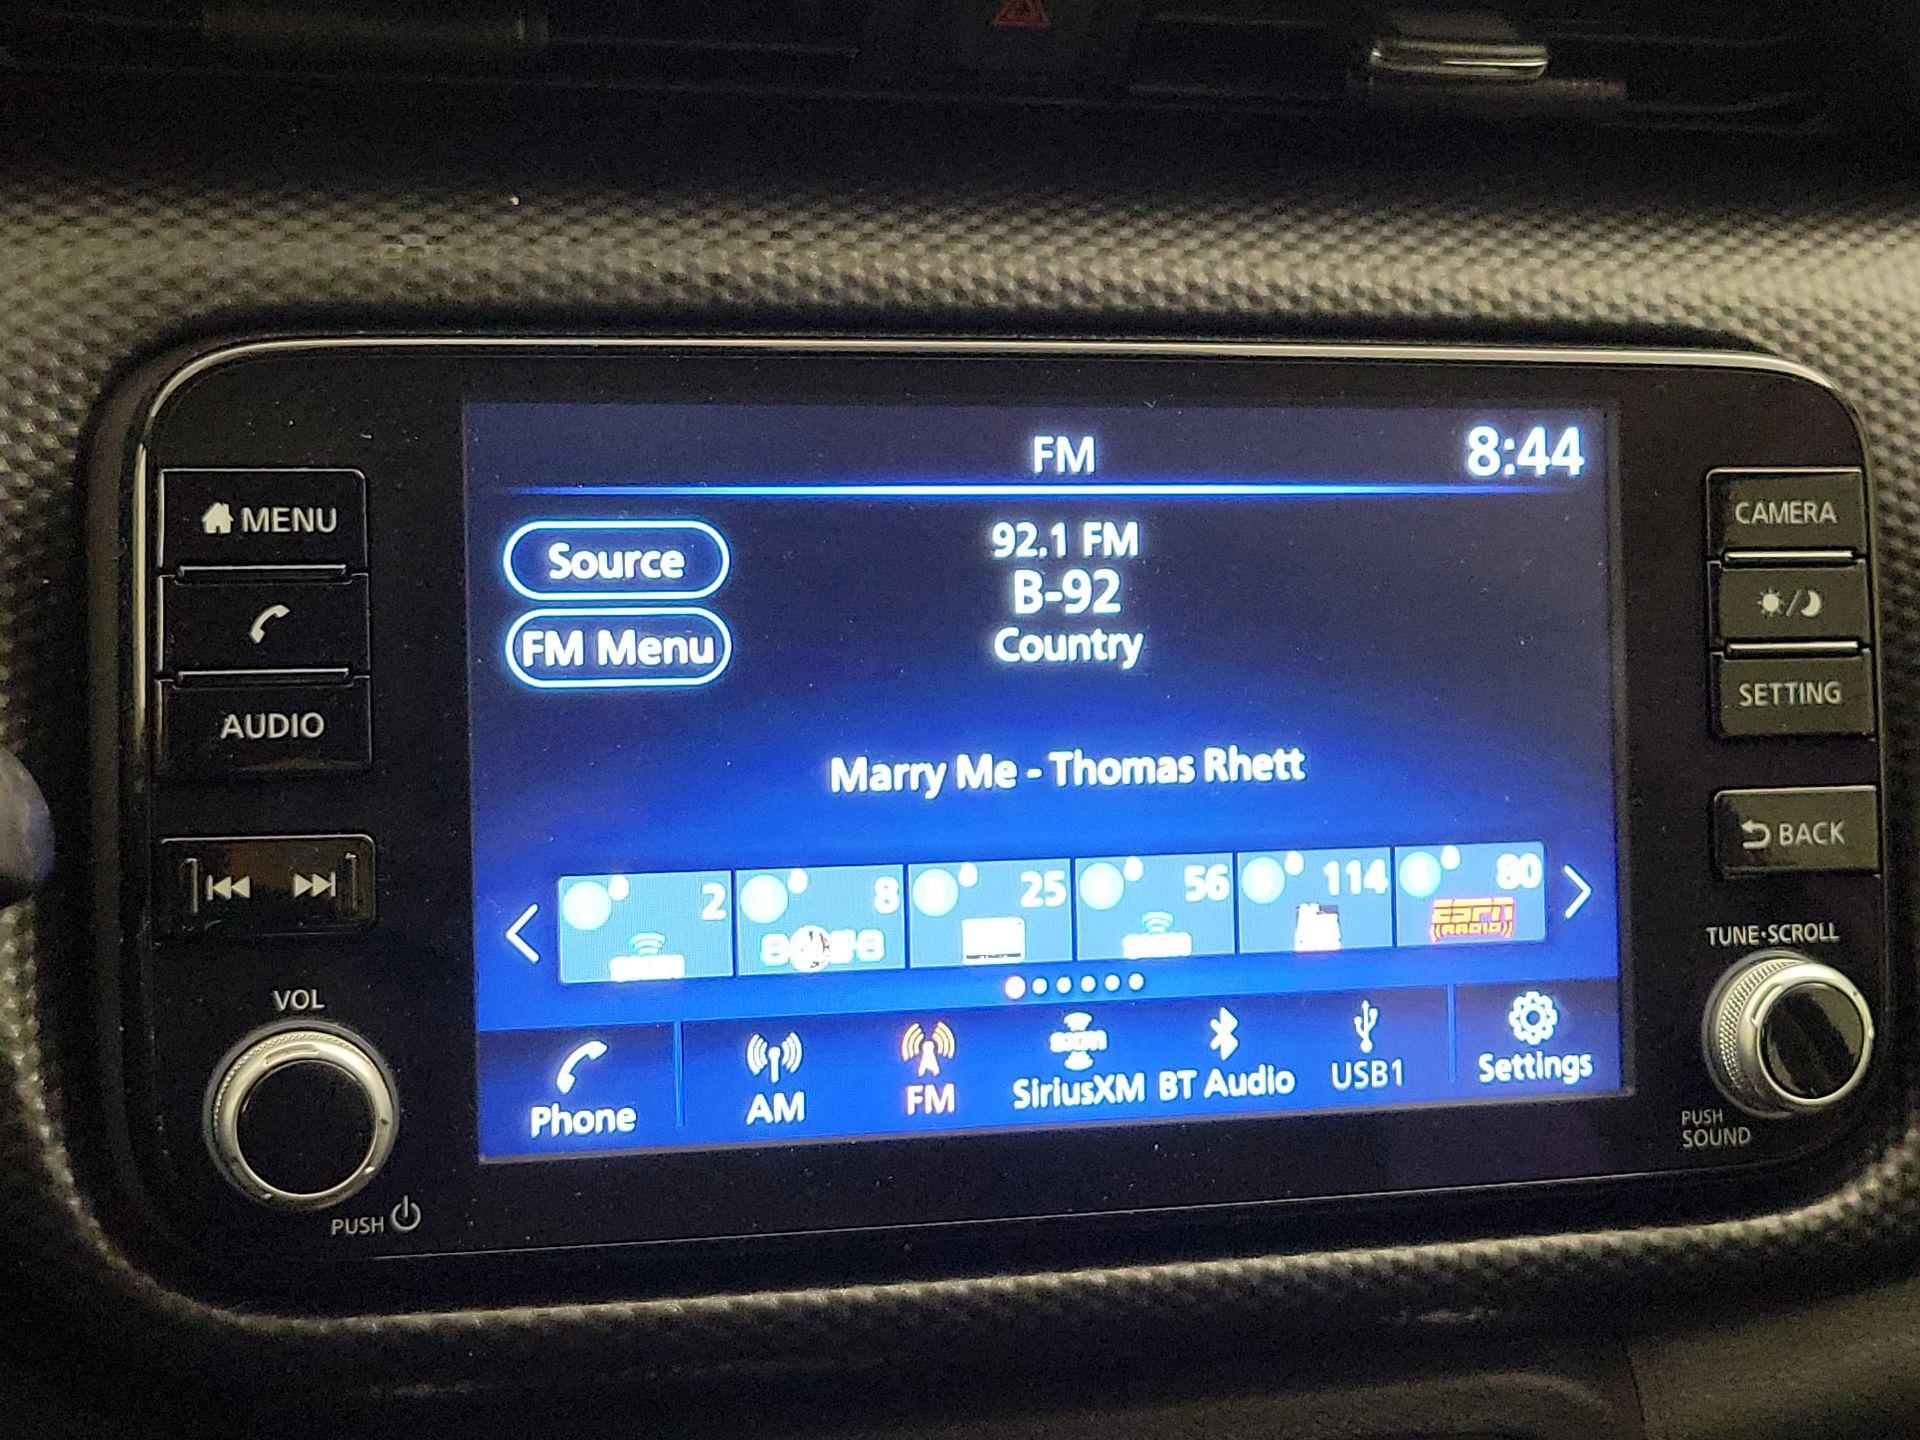 FM
8:44
MENU
AUDIO
VOL
PUSH
Source
FM Menu
92.1 FM
B-92
Country
Marry Me - Thomas Rhett
2
8
25
56
114
80
ESPN
RADIO
Phone
AM
FM
SiriusXM
BT Audio
USB1
Settings
CAMERA
SETTING
BACK
TUNE·SCROLL
PUSH
SOUND